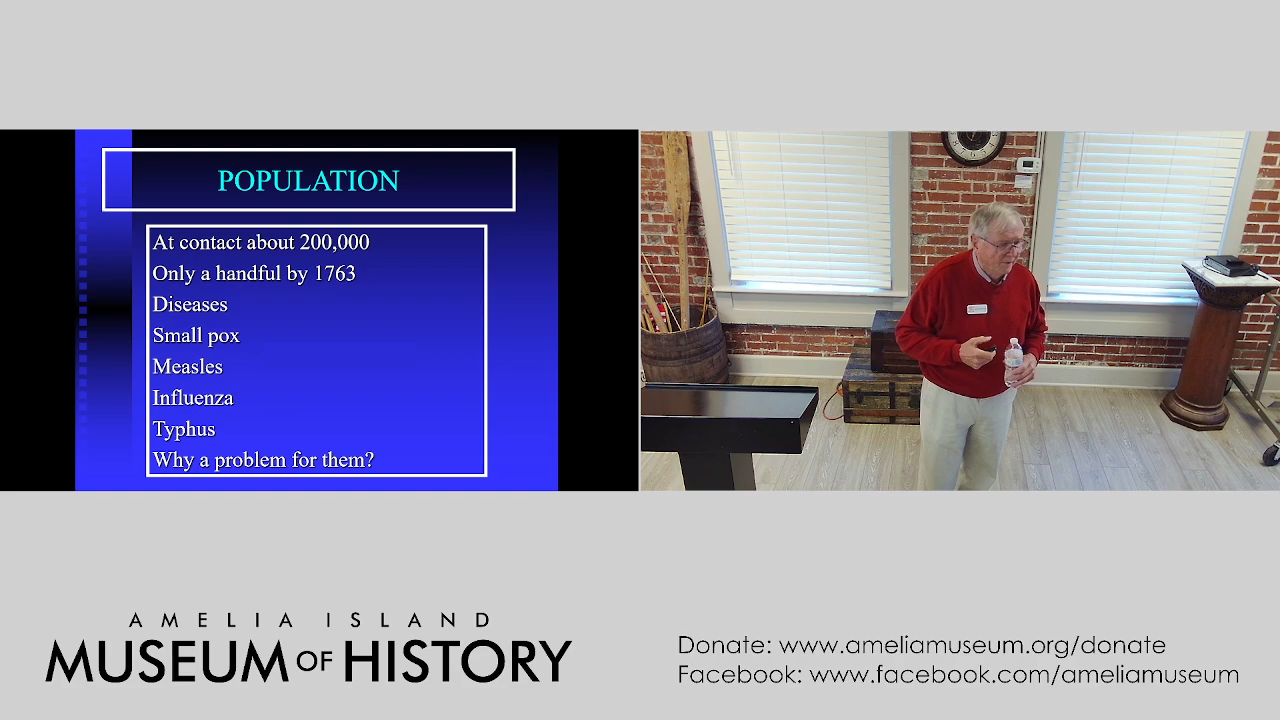 POPULATION
At contact about 200,000
Only a handful by 1763
Diseases
Small pox
Measles
Influenza
Typhus
Why a problem for them?
AMELIA ISLAND
MUSEUM OF HISTORY
Donate: www.ameliamuseum.org/donate
Facebook: www.facebook.com/ameliamuseum